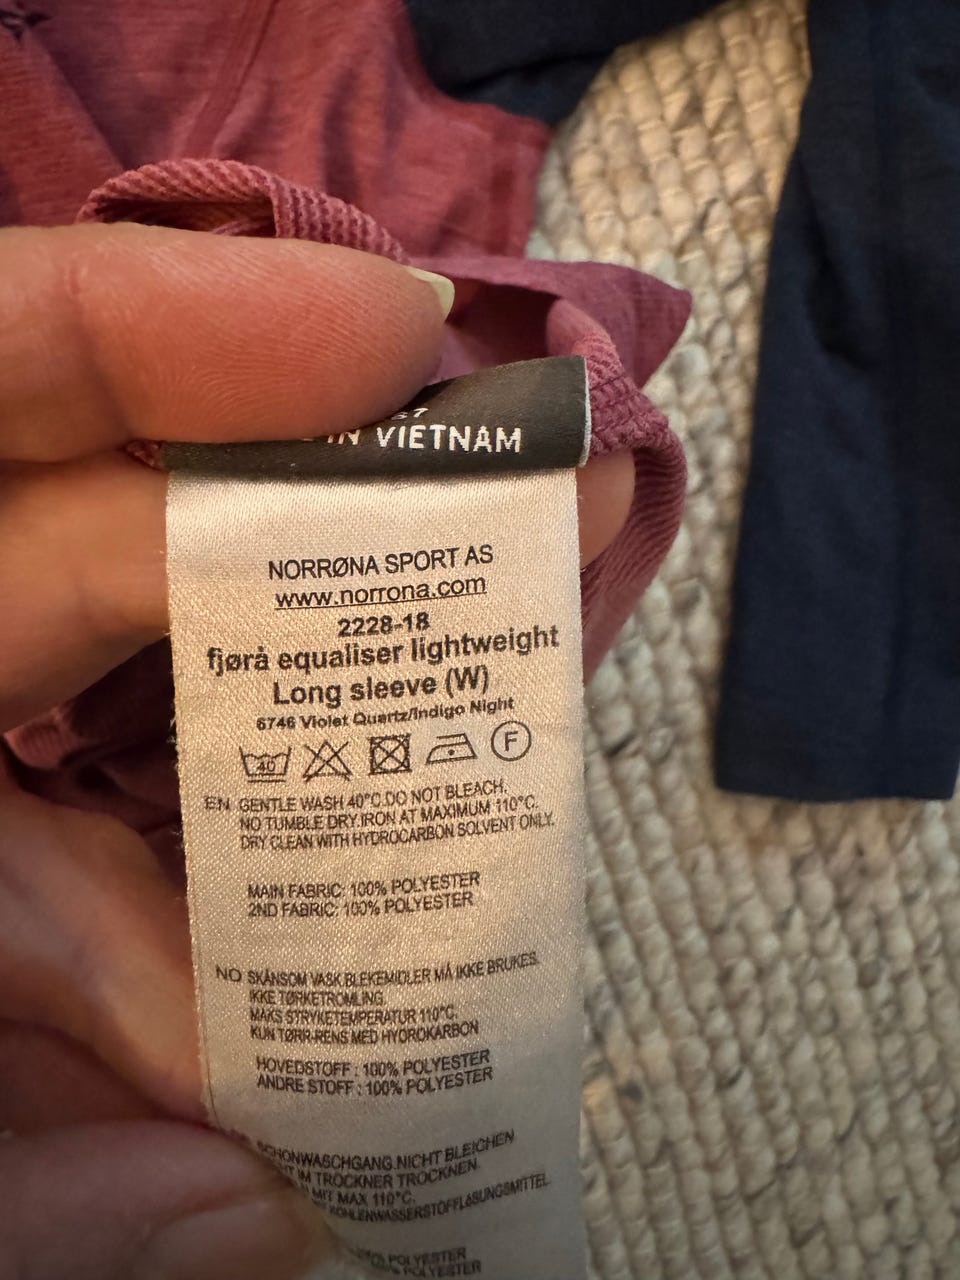 IN VIETNAM
NORRØNA SPORT AS
www.norrona.com
2228-18
fjørå equaliser lightweight
Long sleeve (W)
6746 Violet Quartz/Indigo Night
40
F
EN GENTLE WASH 40°C.DO NOT BLEACH.
NO TUMBLE DRY.IRON AT MAXIMUM 110°C.
DRY CLEAN WITH HYDROCARBON SOLVENT ONLY.
MAIN FABRIC: 100% POLYESTER
2ND FABRIC: 100% POLYESTER
NO SKÅNSOM VASK BLEKEMIDLER MÅ IKKE BRUKES.
IKKE TØRKETROMLING.
MAKS STRYKETEMPERATUR 110°C.
KUN TØRR-RENS MED HYDROKARBON
HOVEDSTOFF : 100% POLYESTER
ANDRE STOFF : 100% POLYESTER
SCHONWASCHGANG.NICHT BLEICHEN
IM TROCKNER TROCKNEN.
MIT MAX 110°C.
KOHLENWASSERSTOFFLØSUNGSMITTEL
POLYESTER
POLYESTER